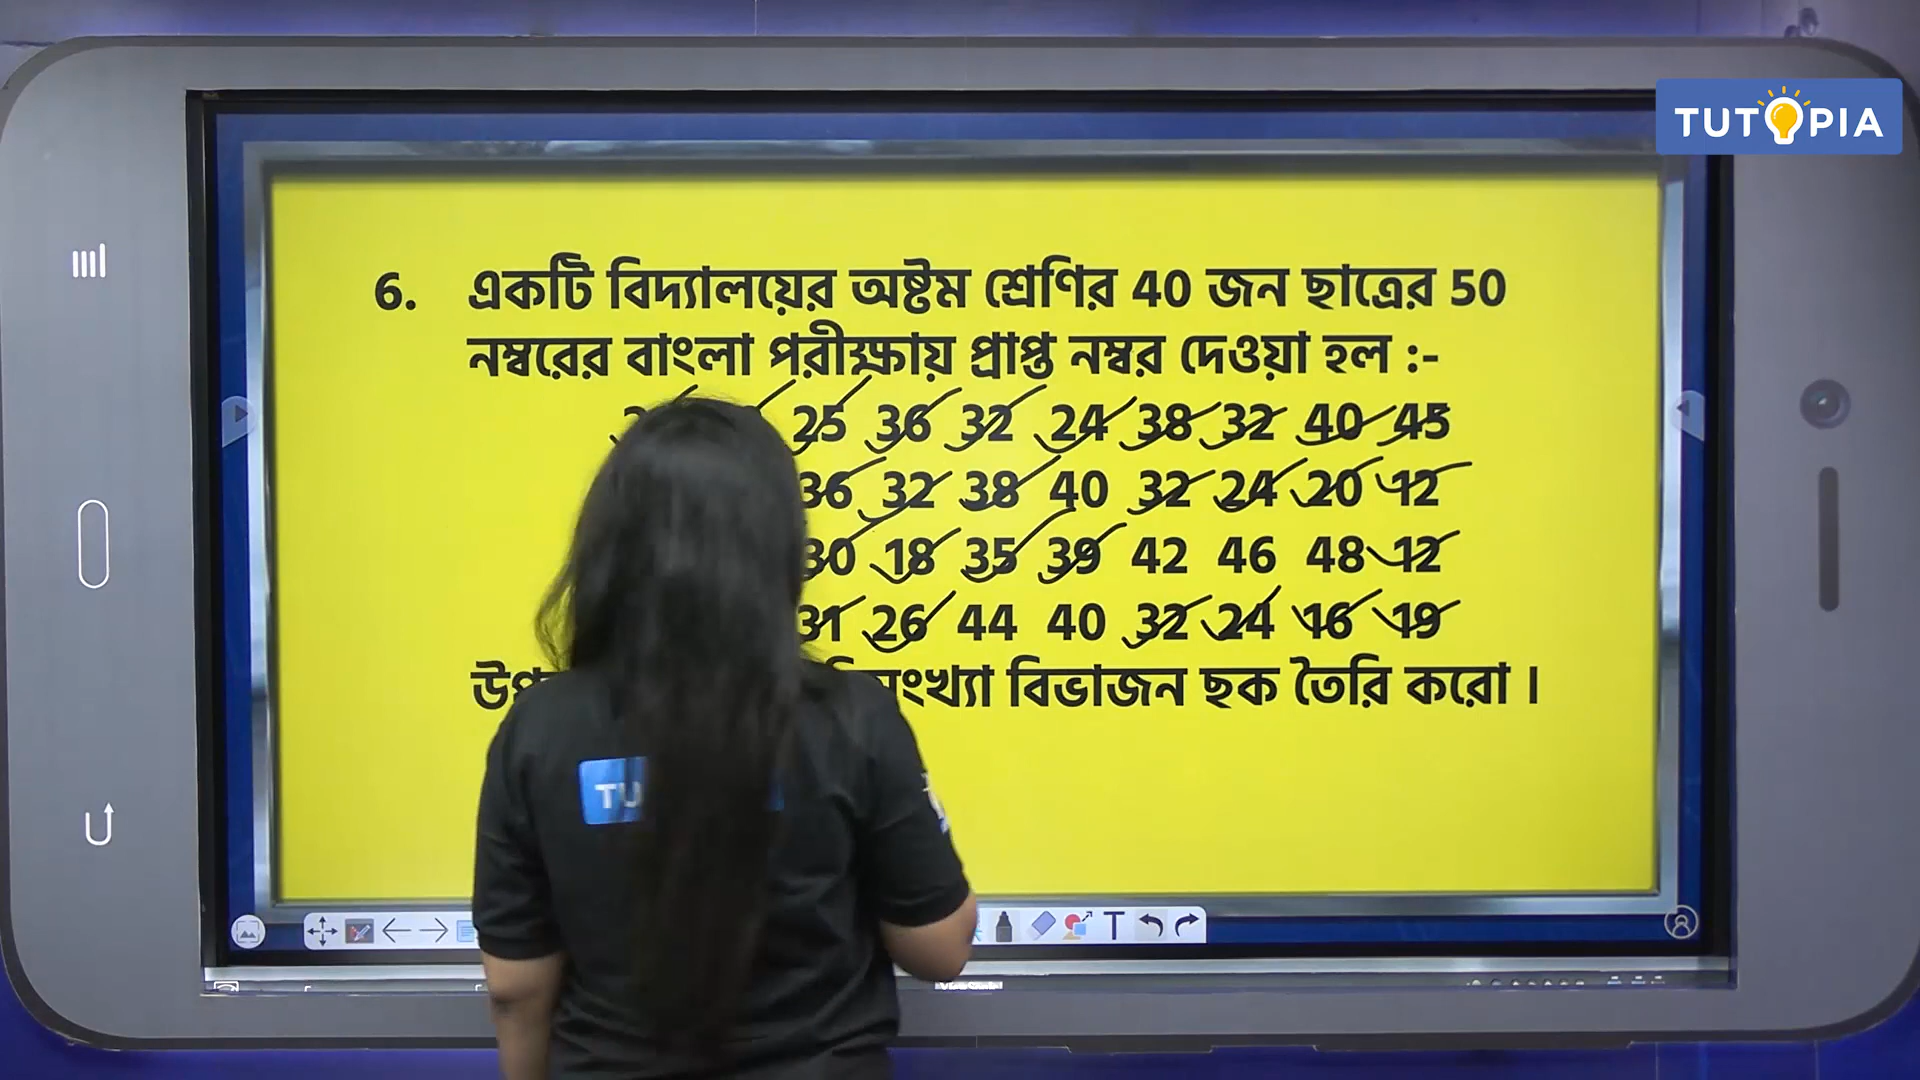 TUTOPIA
6. একটি বিদ্যালয়ের অষ্টম শ্রেণির 40 জন ছাত্রের 50
নম্বরের বাংলা পরীক্ষায় প্রাপ্ত নম্বর দেওয়া হল :-
25 36 32 24 38 32 40 45
36 32 38 40 32 24 20 12
30 18 35 39 42 46 48 12
31 26 44 40 32 24 16 19
বিভাজন ছক তৈরি করো ।
TU
T